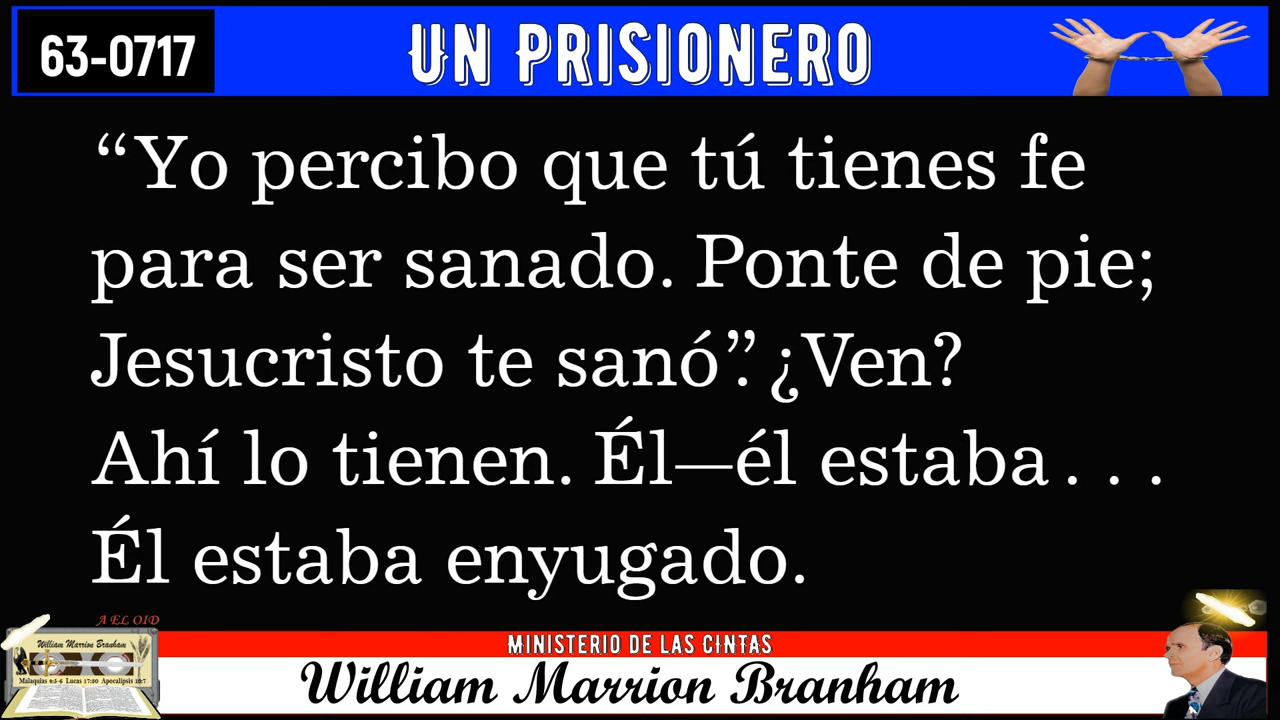 63-0717
UN PRISIONERO
“Yo percibo que tú tienes fe
para ser sanado. Ponte de pie;
Jesucristo te sanó”. ¿Ven?
Ahí lo tienen. Él—él estaba . . .
Él estaba enyugado.
A EL OID
William Marrion Branham
Malaquias 4:5-6 Lucas 17:30 Apocalipsis 10:7
MINISTERIO DE LAS CINTAS
William Marrion Branham